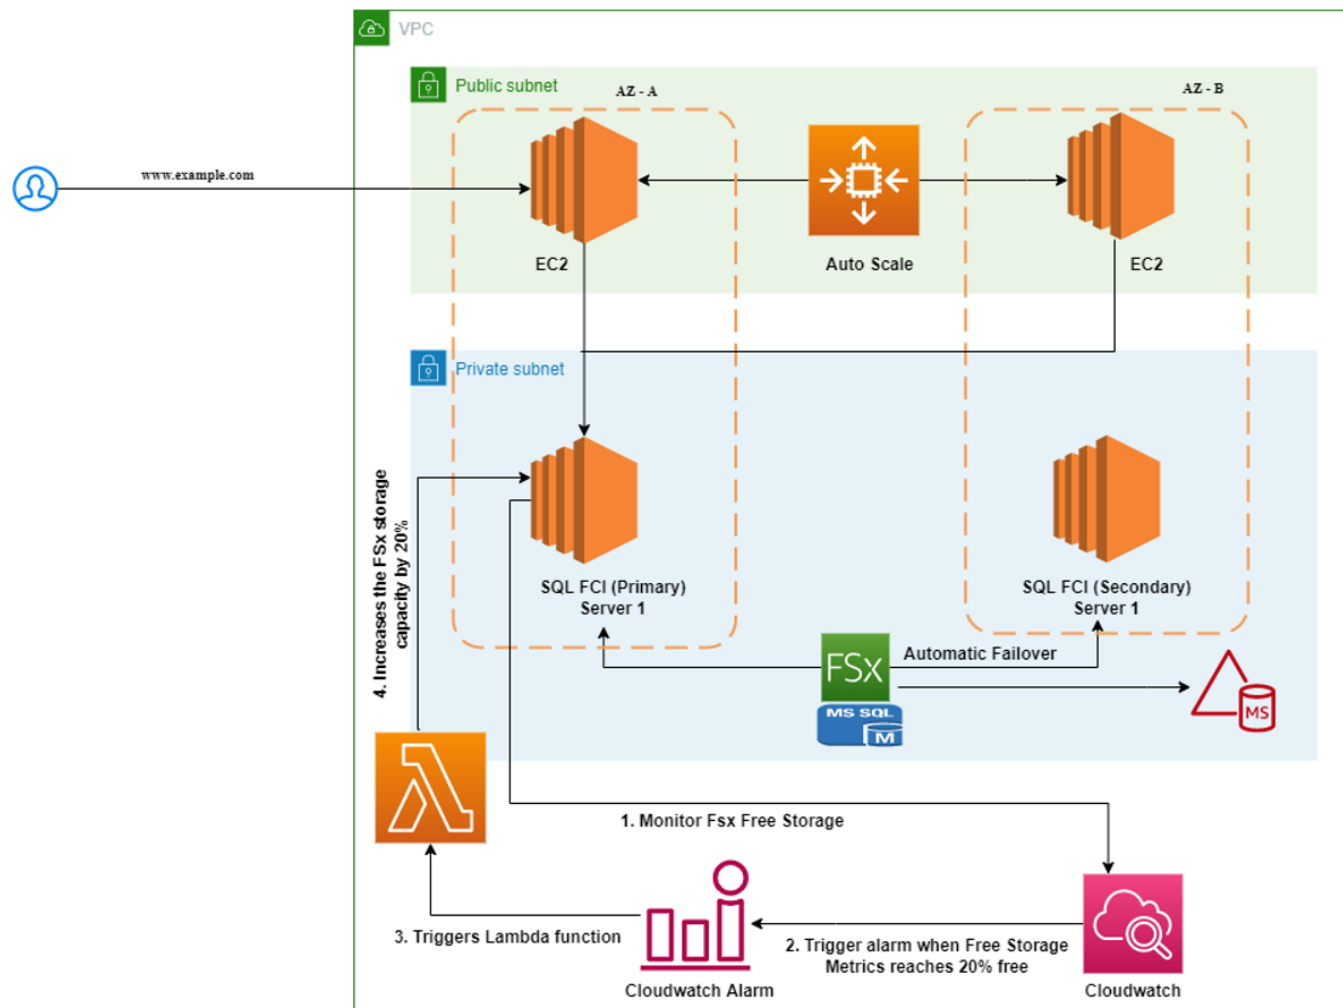 VPC
Public subnet
AZ - A
AZ - B
www.example.com
EC2
Auto Scale
EC2
Private subnet
4. Increases the FSx storage
capacity by 20%
SQL FCI (Primary)
Server 1
SQL FCI (Secondary)
Server 1
FSx
Automatic Failover
MS SQL
M
MS
1. Monitor Fsx Free Storage
3. Triggers Lambda function
2. Trigger alarm when Free Storage
Metrics reaches 20% free
Cloudwatch Alarm
Cloudwatch